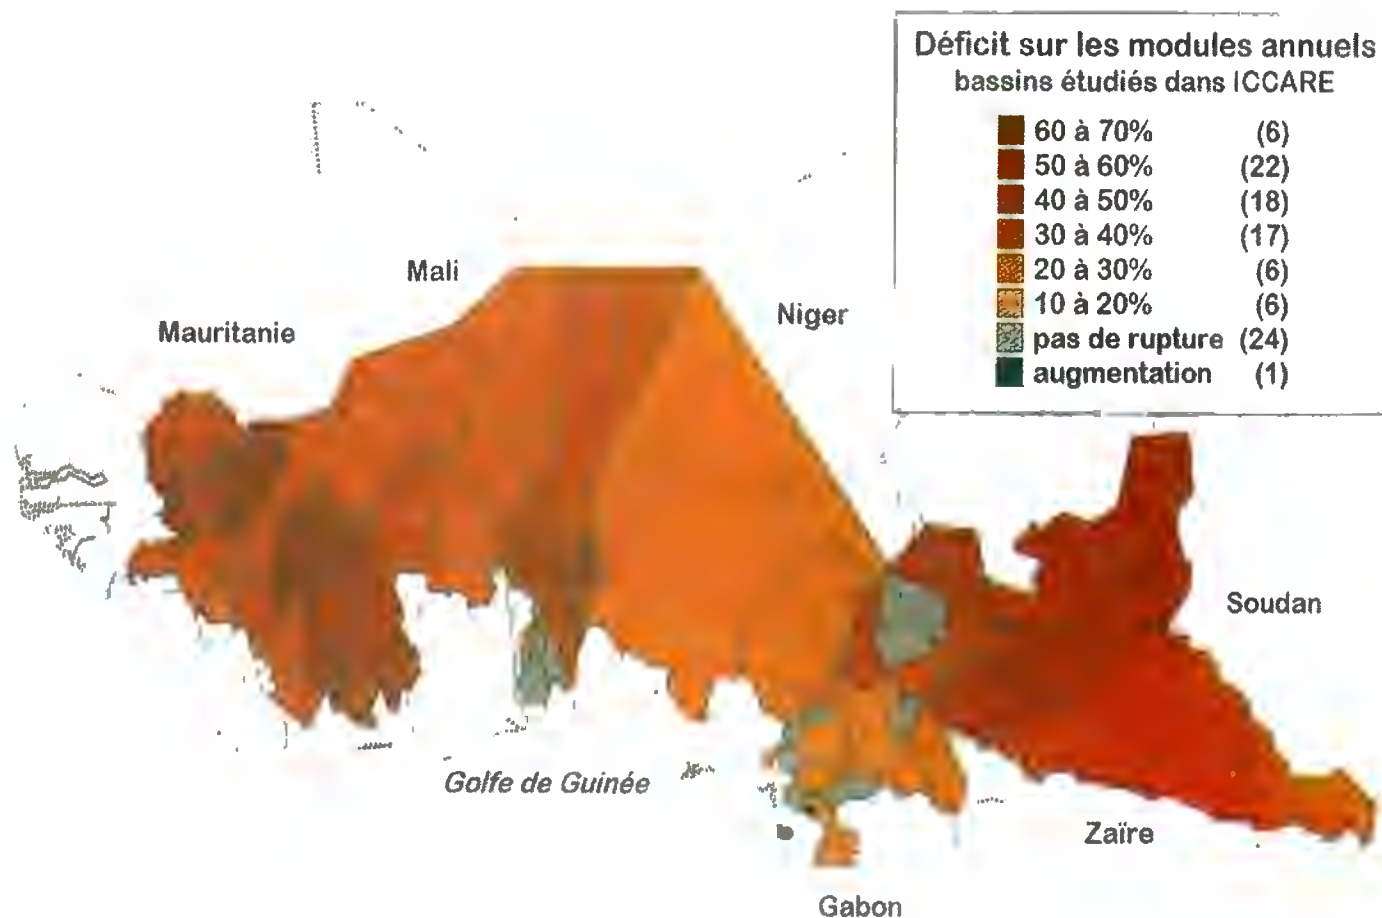 Déficit sur les modules annuels
bassins étudiés dans ICCARE
60 à 70% (6)
50 à 60% (22)
40 à 50% (18)
30 à 40% (17)
20 à 30% (6)
10 à 20% (6)
pas de rupture (24)
augmentation (1)
Mali
Niger
Mauritanie
Soudan
Golfe de Guinée
Zaïre
Gabon